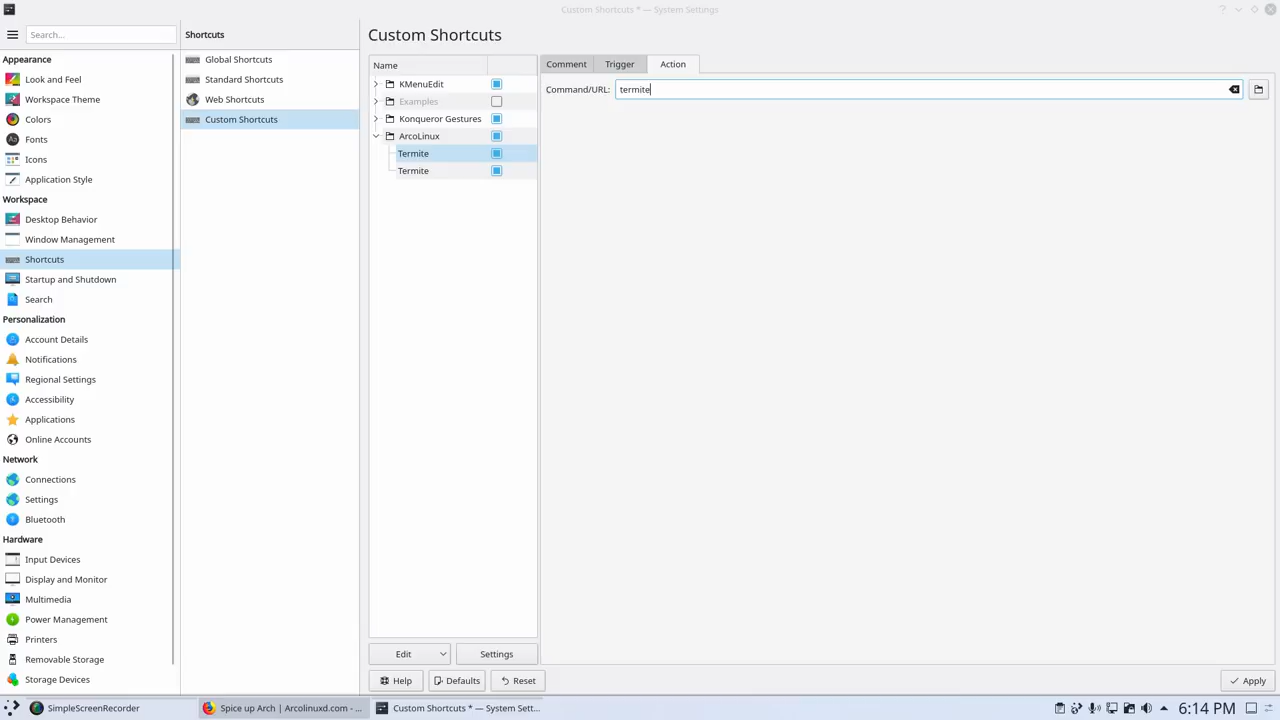 Custom Shortcuts * — System Settings
Search...
Appearance
Look and Feel
Workspace Theme
Colors
Fonts
Icons
Application Style
Workspace
Desktop Behavior
Window Management
Shortcuts
Startup and Shutdown
Search
Personalization
Account Details
Notifications
Regional Settings
Accessibility
Applications
Online Accounts
Network
Connections
Settings
Bluetooth
Hardware
Input Devices
Display and Monitor
Multimedia
Power Management
Printers
Removable Storage
Storage Devices
Shortcuts
Global Shortcuts
Standard Shortcuts
Web Shortcuts
Custom Shortcuts
Custom Shortcuts
Name
KMenuEdit
Examples
Konqueror Gestures
ArcoLinux
Termite
Termite
Edit
Settings
Comment
Trigger
Action
Command/URL:
termite
Help
Defaults
Reset
Apply
SimpleScreenRecorder
Spice up Arch | Arcolinuxd.com - ...
Custom Shortcuts * — System Sett...
6:14 PM